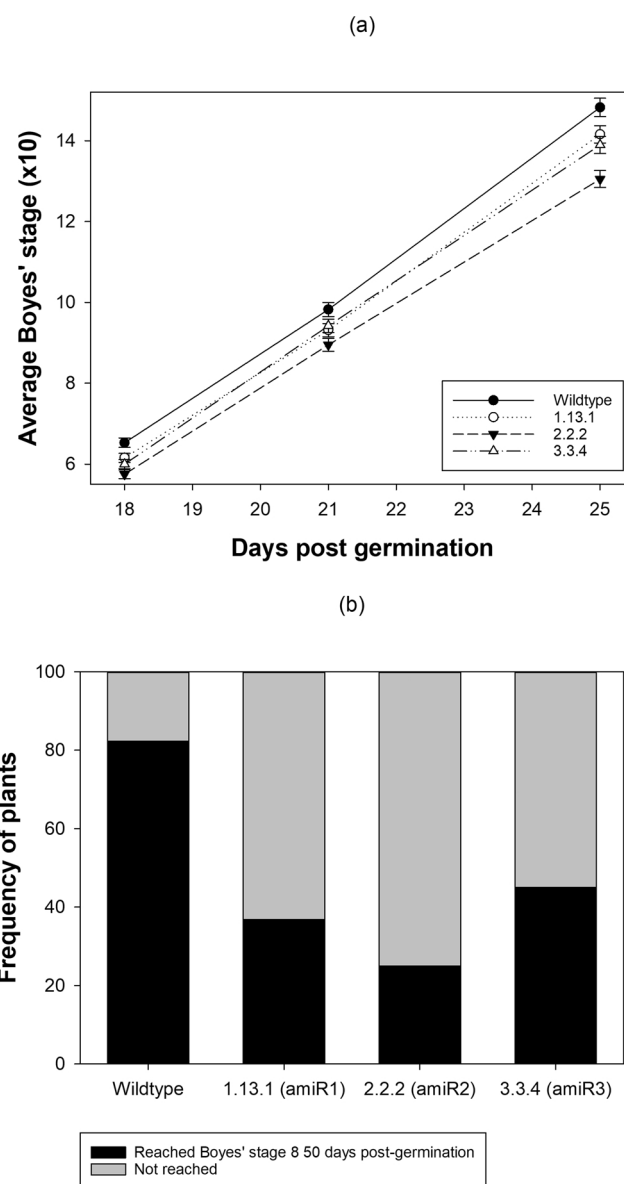 (a)
Average Boyes' stage (x10)
14
12
10
8
6
Wildtype
1.13.1
2.2.2
3.3.4
18 19 20 21 22 23 24 25
Days post germination
(b)
Frequency of plants
100
80
60
40
20
0
Wildtype 1.13.1 (amiR1) 2.2.2 (amiR2) 3.3.4 (amiR3)
Reached Boyes' stage 8 50 days post-germination
Not reached